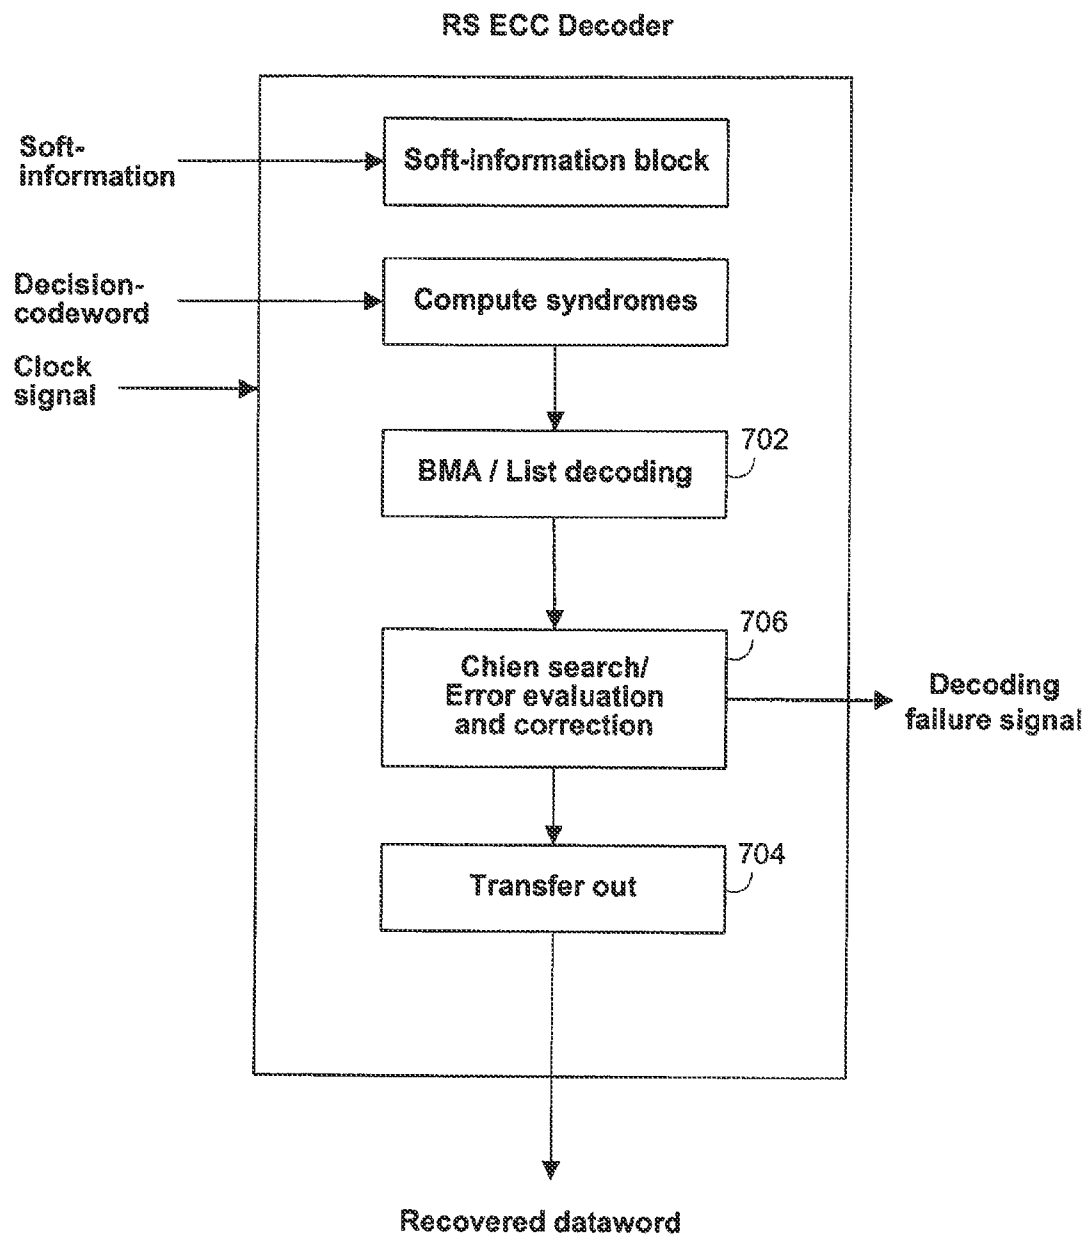 RS ECC Decoder
Soft-
information
Soft-information block
Decision-
codeword
Compute syndromes
Clock
signal
702
BMA / List decoding
706
Chien search/
Error evaluation
and correction
Decoding
failure signal
704
Transfer out
Recovered dataword